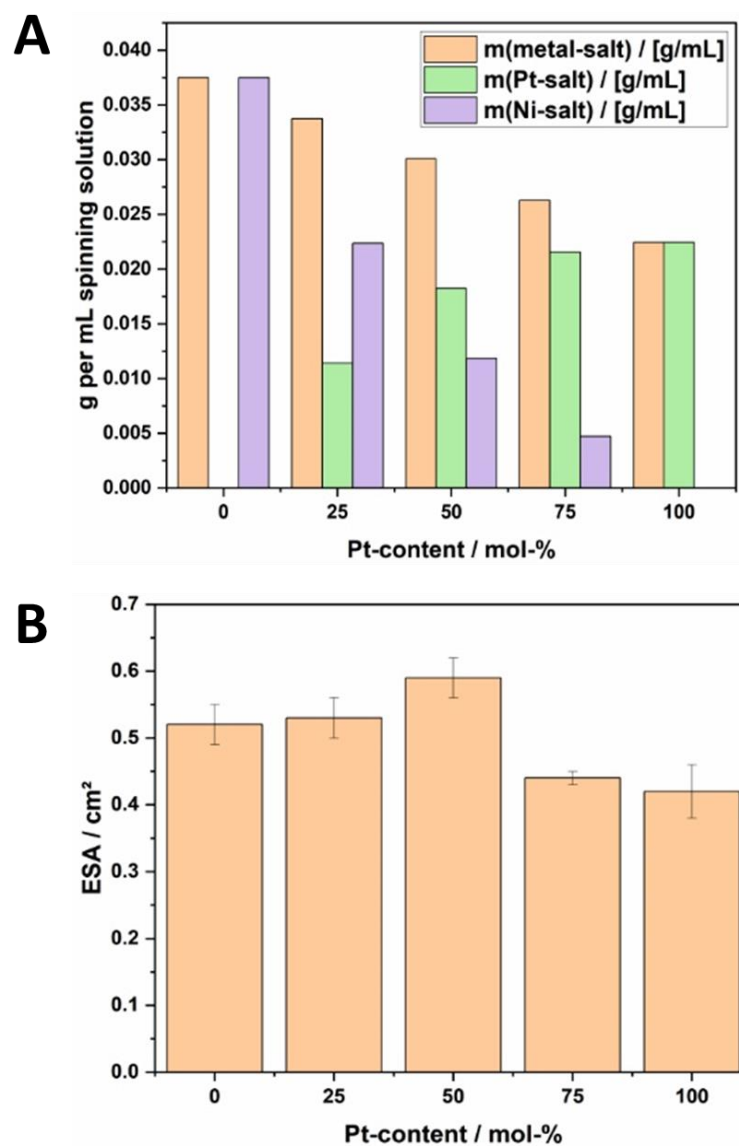 A
0.040
0.035
0.030
0.025
0.020
0.015
0.010
0.005
0.000
g per mL spinning solution
m(metal-salt) / [g/mL]
m(Pt-salt) / [g/mL]
m(Ni-salt) / [g/mL]
0 25 50 75 100
Pt-content / mol-%
B
0.7
0.6
0.5
0.4
0.3
0.2
0.1
0.0
ESA / cm²
0 25 50 75 100
Pt-content / mol-%